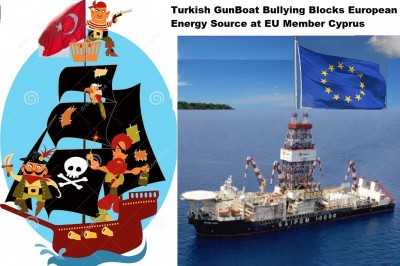 Turkish GunBoat Bullying Blocks European
Energy Source at EU Member Cyprus